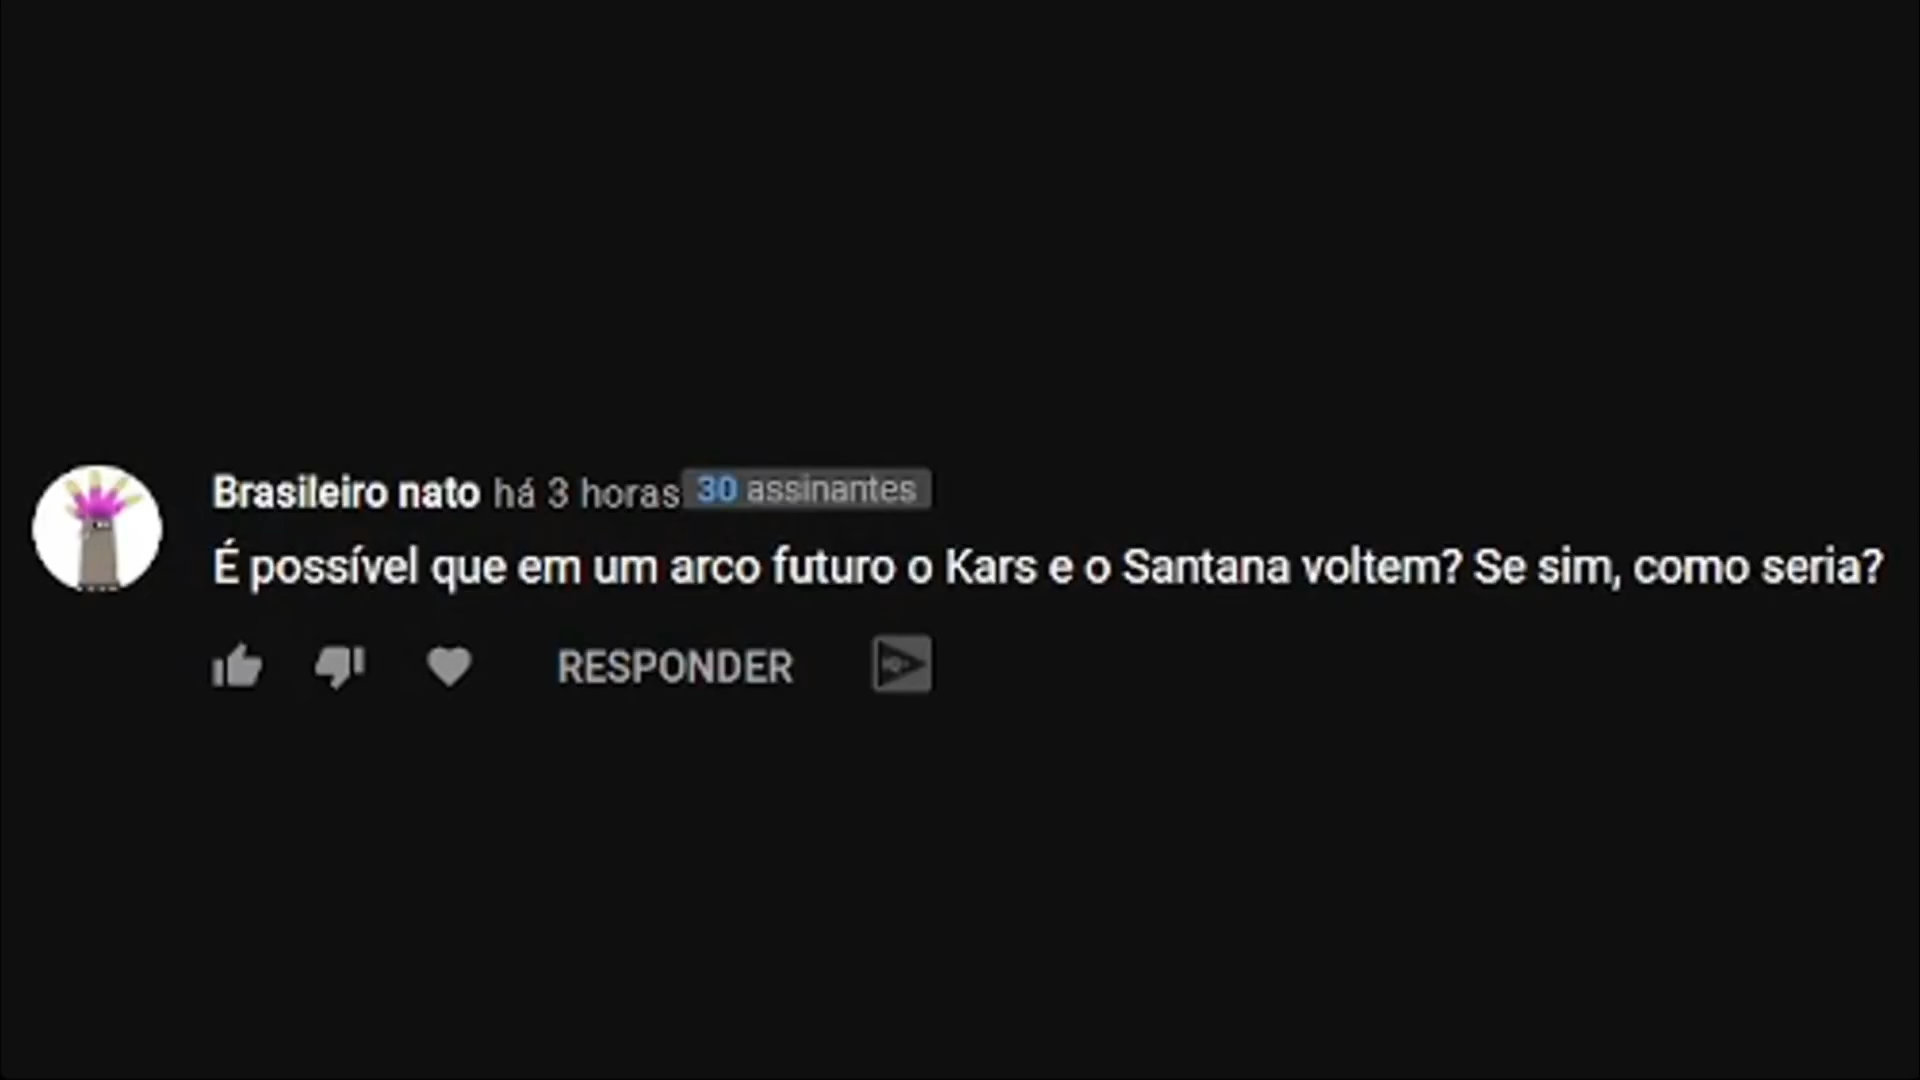 Brasileiro nato há 3 horas 30 assinantes
É possível que em um arco futuro o Kars e o Santana voltem? Se sim, como seria?
RESPONDER